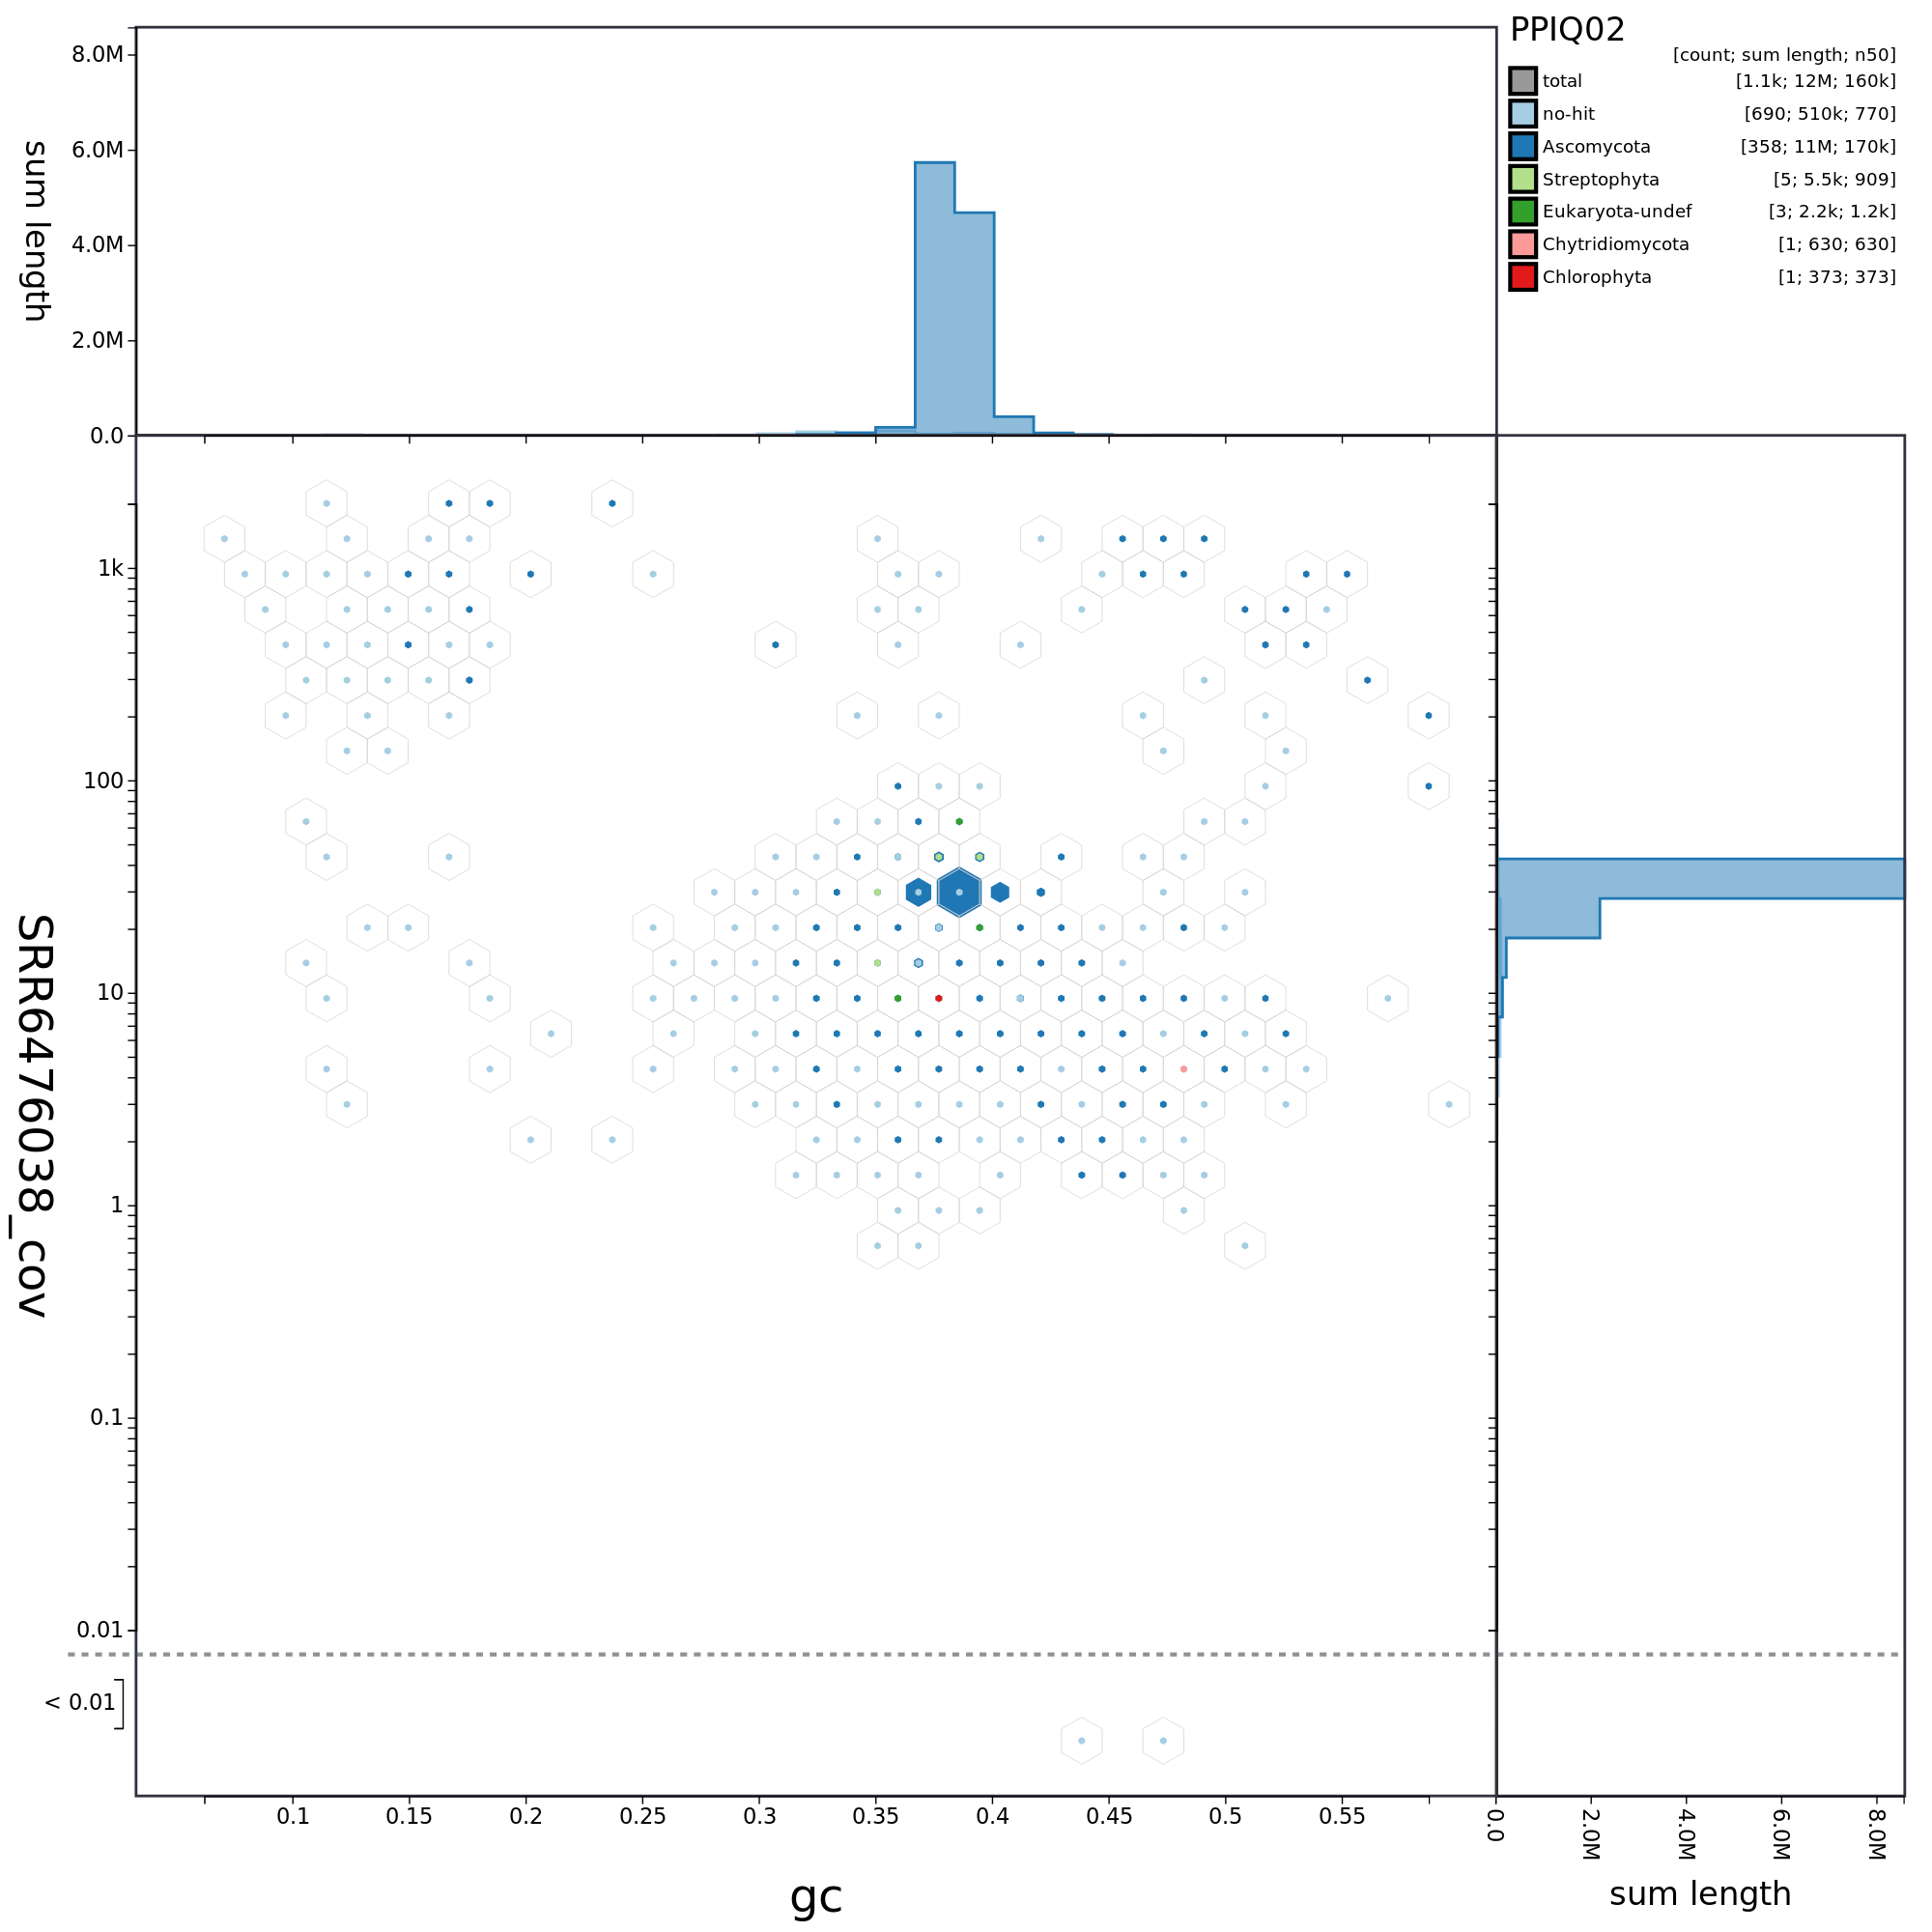 PPIQ02
[count; sum length; n50]
total [1.1k; 12M; 160k]
no-hit [690; 510k; 770]
Ascomycota [358; 11M; 170k]
Streptophyta [5; 5.5k; 909]
Eukaryota-undef [3; 2.2k; 1.2k]
Chytridiomycota [1; 630; 630]
Chlorophyta [1; 373; 373]
sum length
8.0M
6.0M
4.0M
2.0M
0.0
SRR6476038_cov
1k
100
10
1
0.1
0.01
< 0.01
0.1 0.15 0.2 0.25 0.3 0.35 0.4 0.45 0.5 0.55
gc
0.0 2.0M 4.0M 6.0M 8.0M
sum length